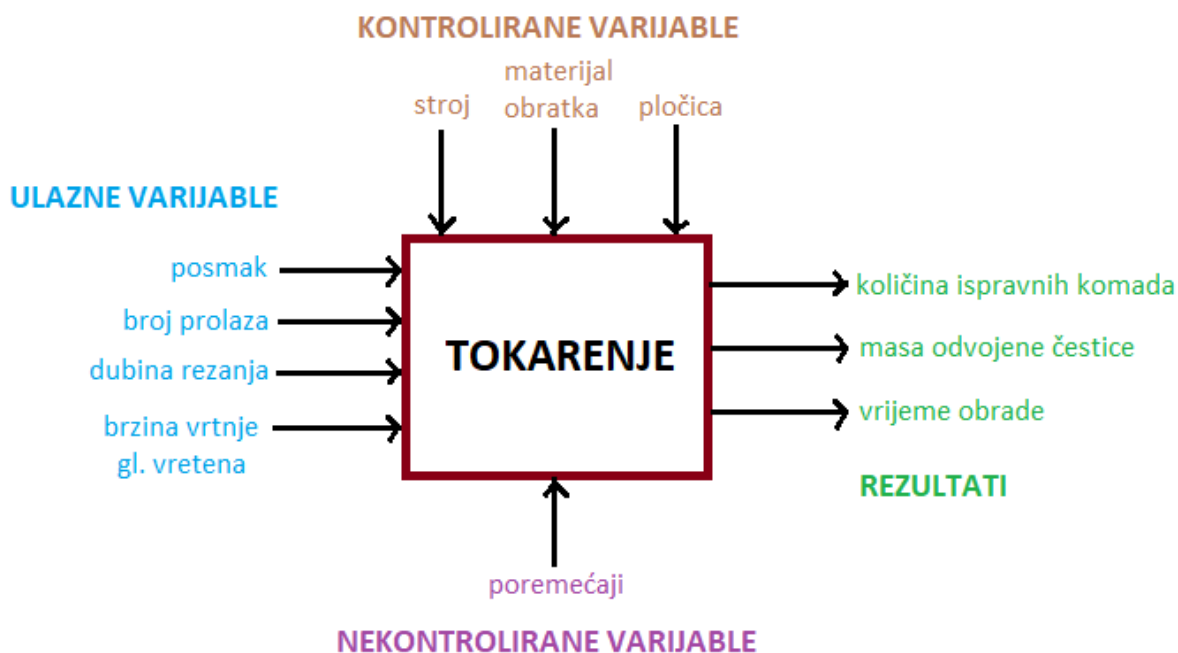 KONTROLIRANE VARIJABLE
materijal
stroj
obratka
pločica
ULAZNE VARIJABLE
posmak
broj prolaza
dubina rezanja
brzina vrtnje
gl. vretena
TOKARENJE
količina ispravnih komada
masa odvojene čestice
vrijeme obrade
REZULTATI
poremećaji
NEKONTROLIRANE VARIJABLE